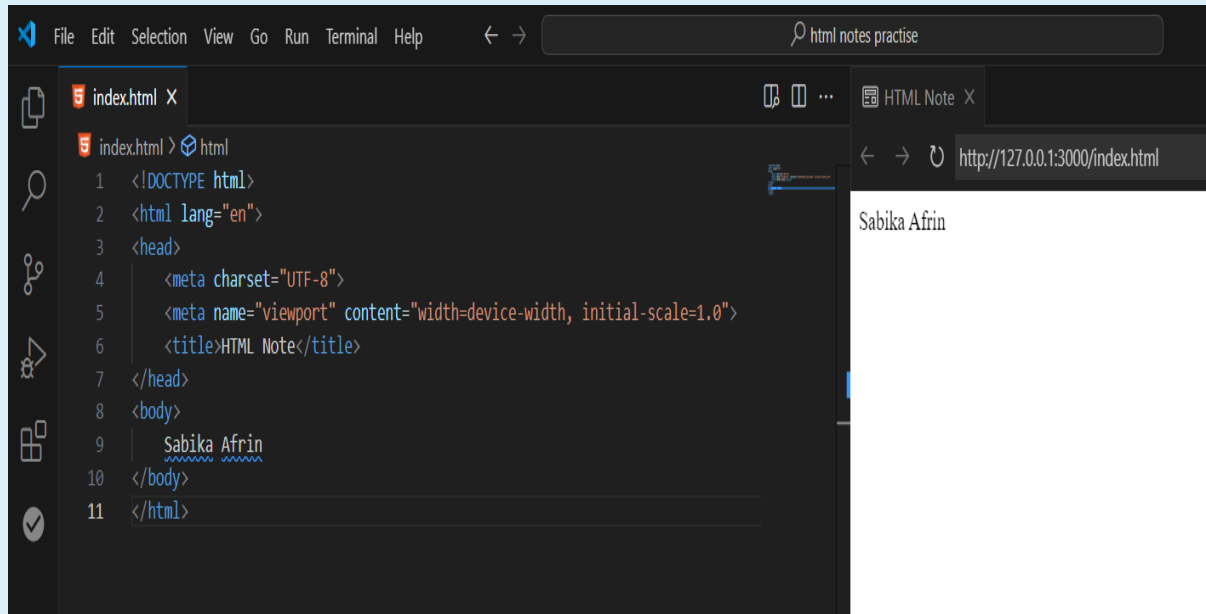 File Edit Selection View Go Run Terminal Help html notes practise
index.html
HTML Note
index.html > html
http://127.0.0.1:3000/index.html
1 <!DOCTYPE html>
2 <html lang="en">
3 <head>
4 <meta charset="UTF-8">
5 <meta name="viewport" content="width=device-width, initial-scale=1.0">
6 <title>HTML Note</title>
7 </head>
8 <body>
9 Sabika Afrin
10 </body>
11 </html>
Sabika Afrin